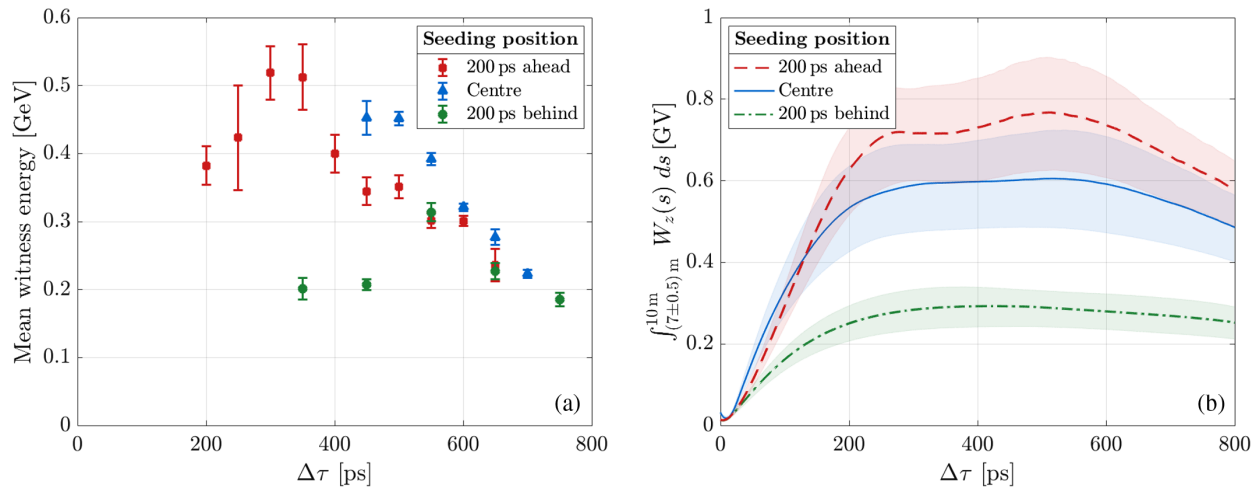 0.6
0.5
0.4
0.3
0.2
0.1
0
0
200
400
600
800
Mean witness energy [GeV]
Δτ [ps]
Seeding position
200 ps ahead
Centre
200 ps behind
(a)
1
0.8
0.6
0.4
0.2
0
0
200
400
600
800
∫_{(7±0.5) m}^{10 m} W_z(s) ds [GV]
Δτ [ps]
Seeding position
200 ps ahead
Centre
200 ps behind
(b)